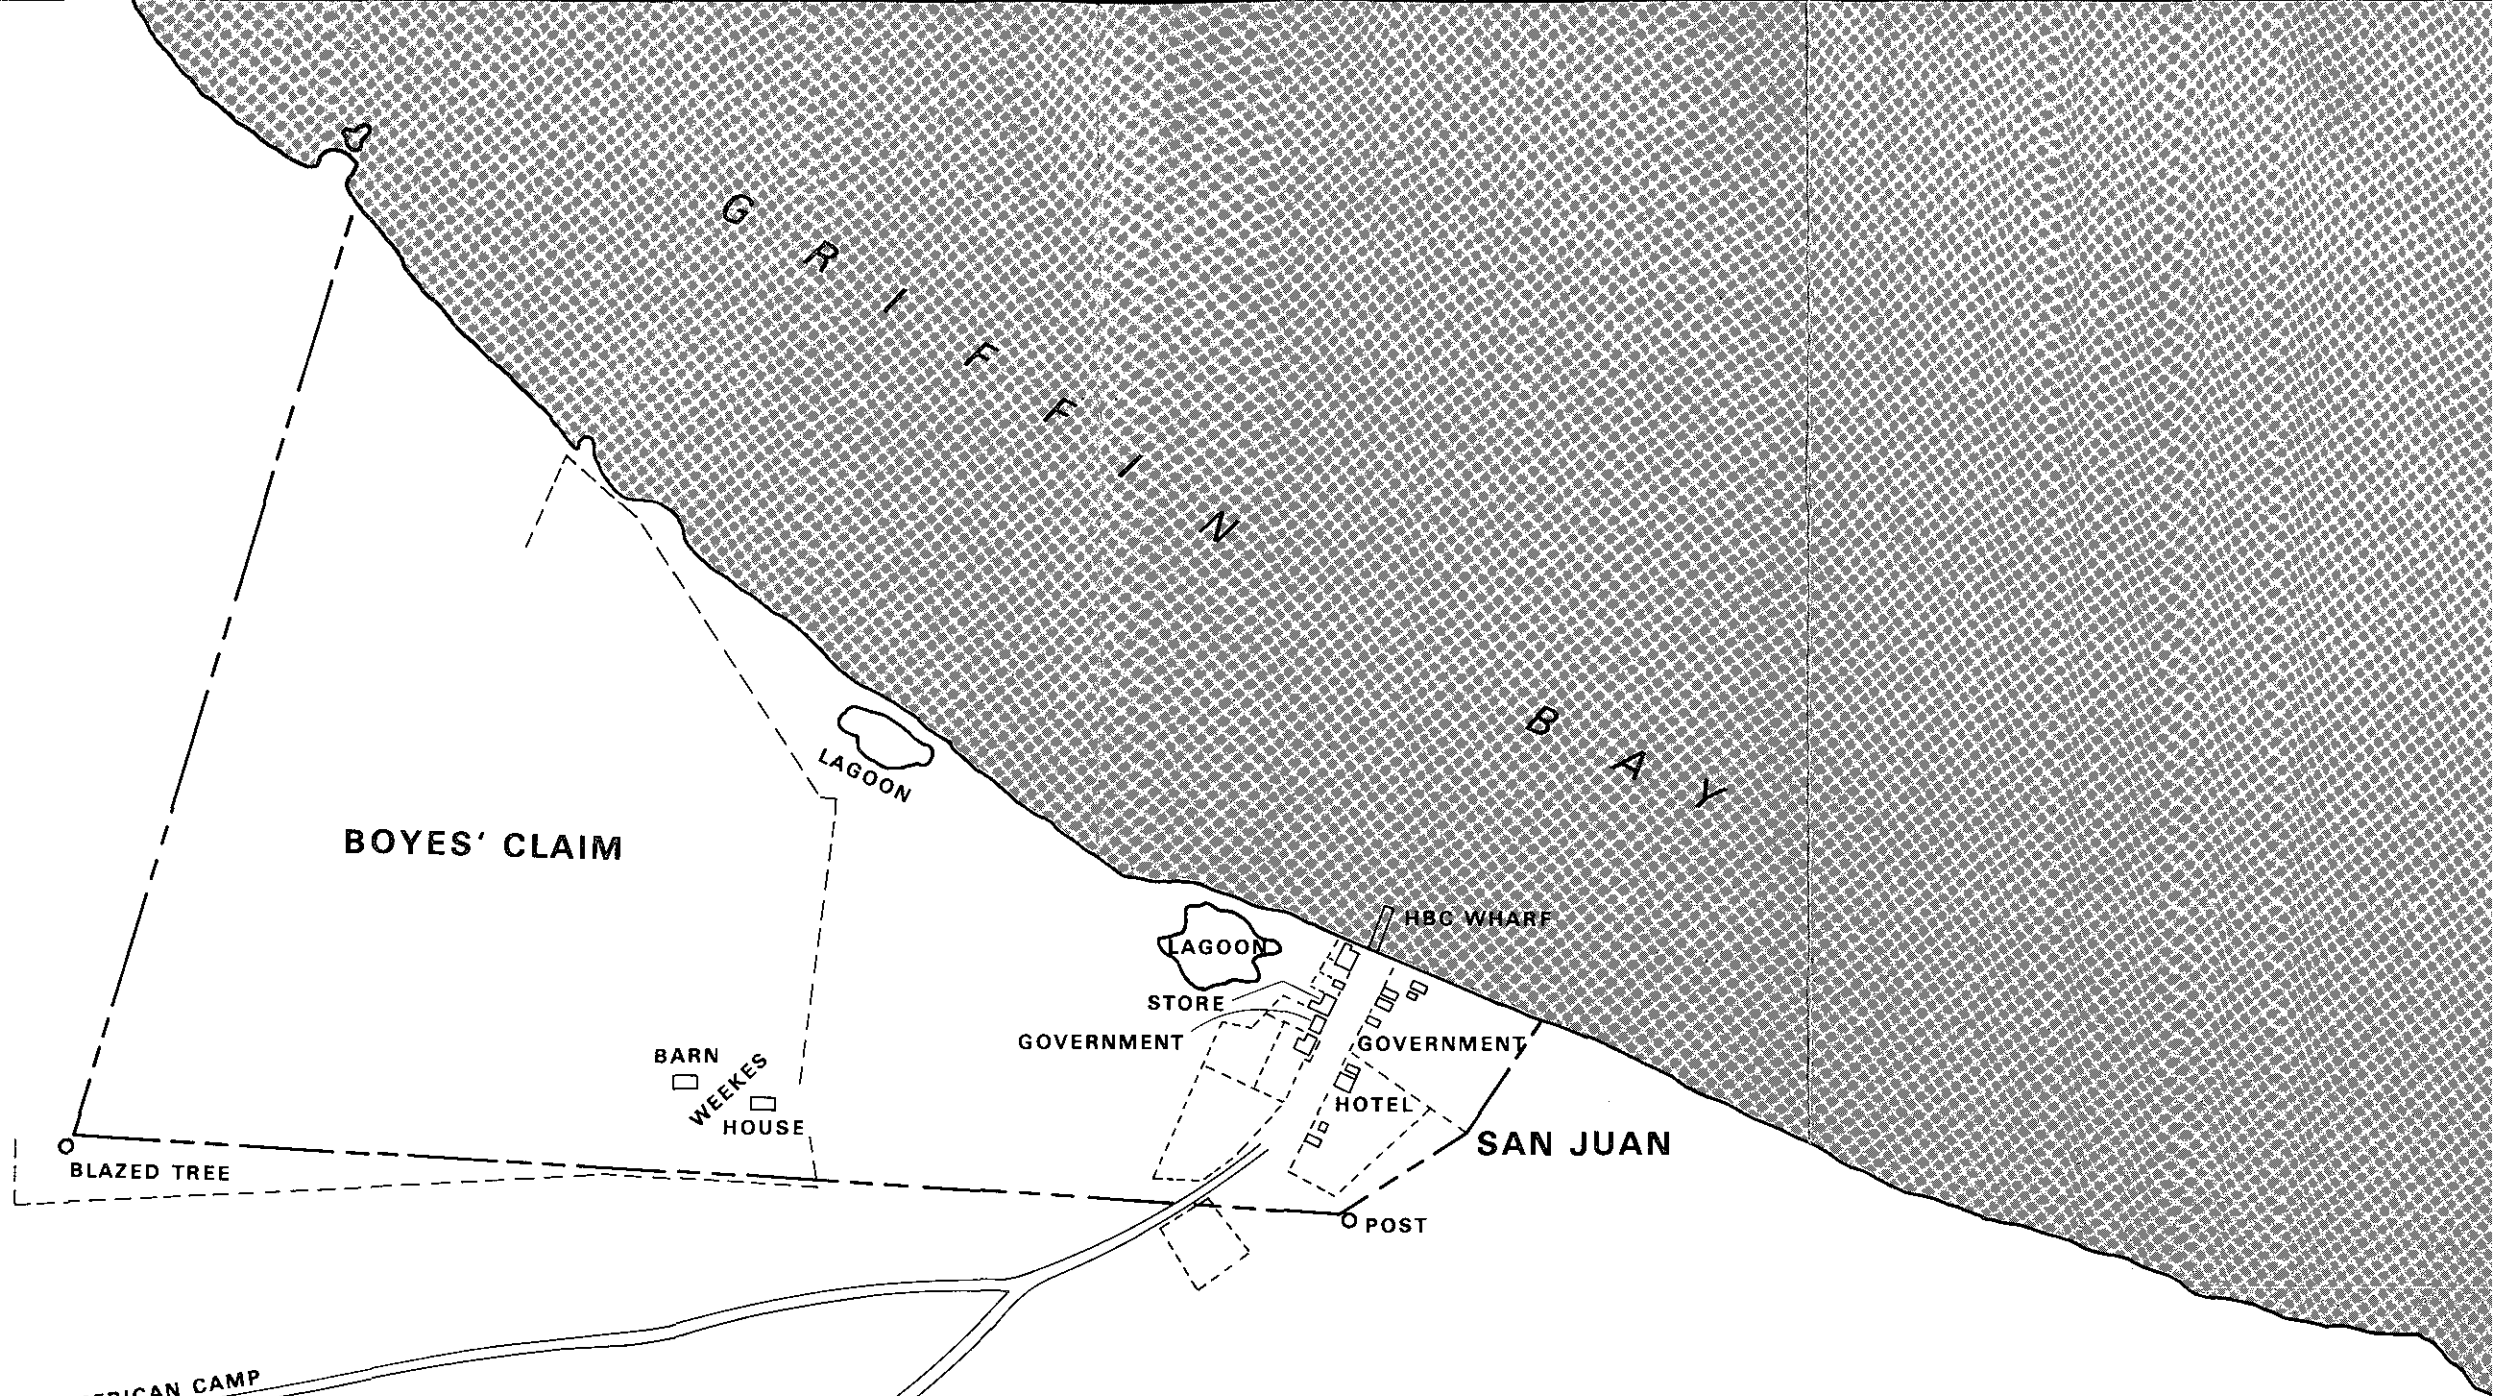 GRIFFIN
BAY
LAGOON
BOYES' CLAIM
HBC WHARF
LAGOON
STORE
GOVERNMENT
GOVERNMENT
BARN
WEEKES
HOUSE
HOTEL
SAN JUAN
BLAZED TREE
POST
CAMP